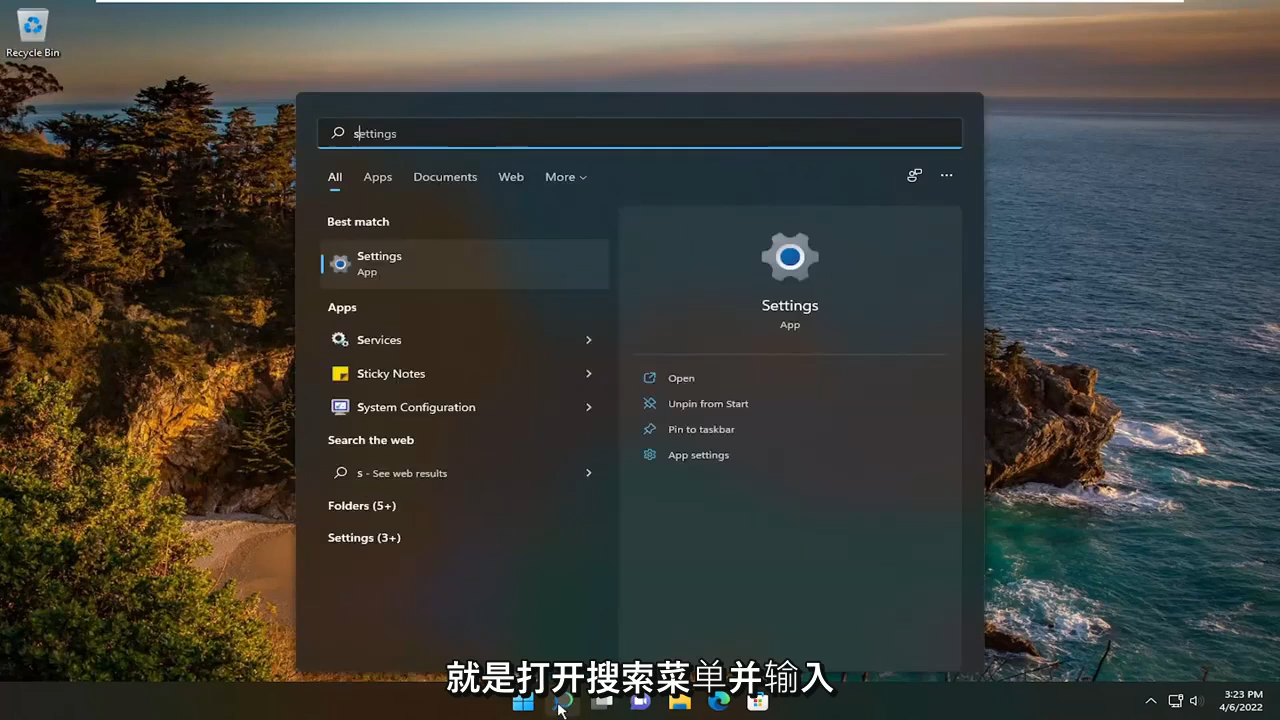 Recycle Bin
settings
All
Apps
Documents
Web
More
Best match
Settings
App
Apps
Services
Sticky Notes
System Configuration
Search the web
s - See web results
Folders (5+)
Settings (3+)
Settings
App
Open
Unpin from Start
Pin to taskbar
App settings
就是打开搜索菜单并输入
3:23 PM
4/6/2022